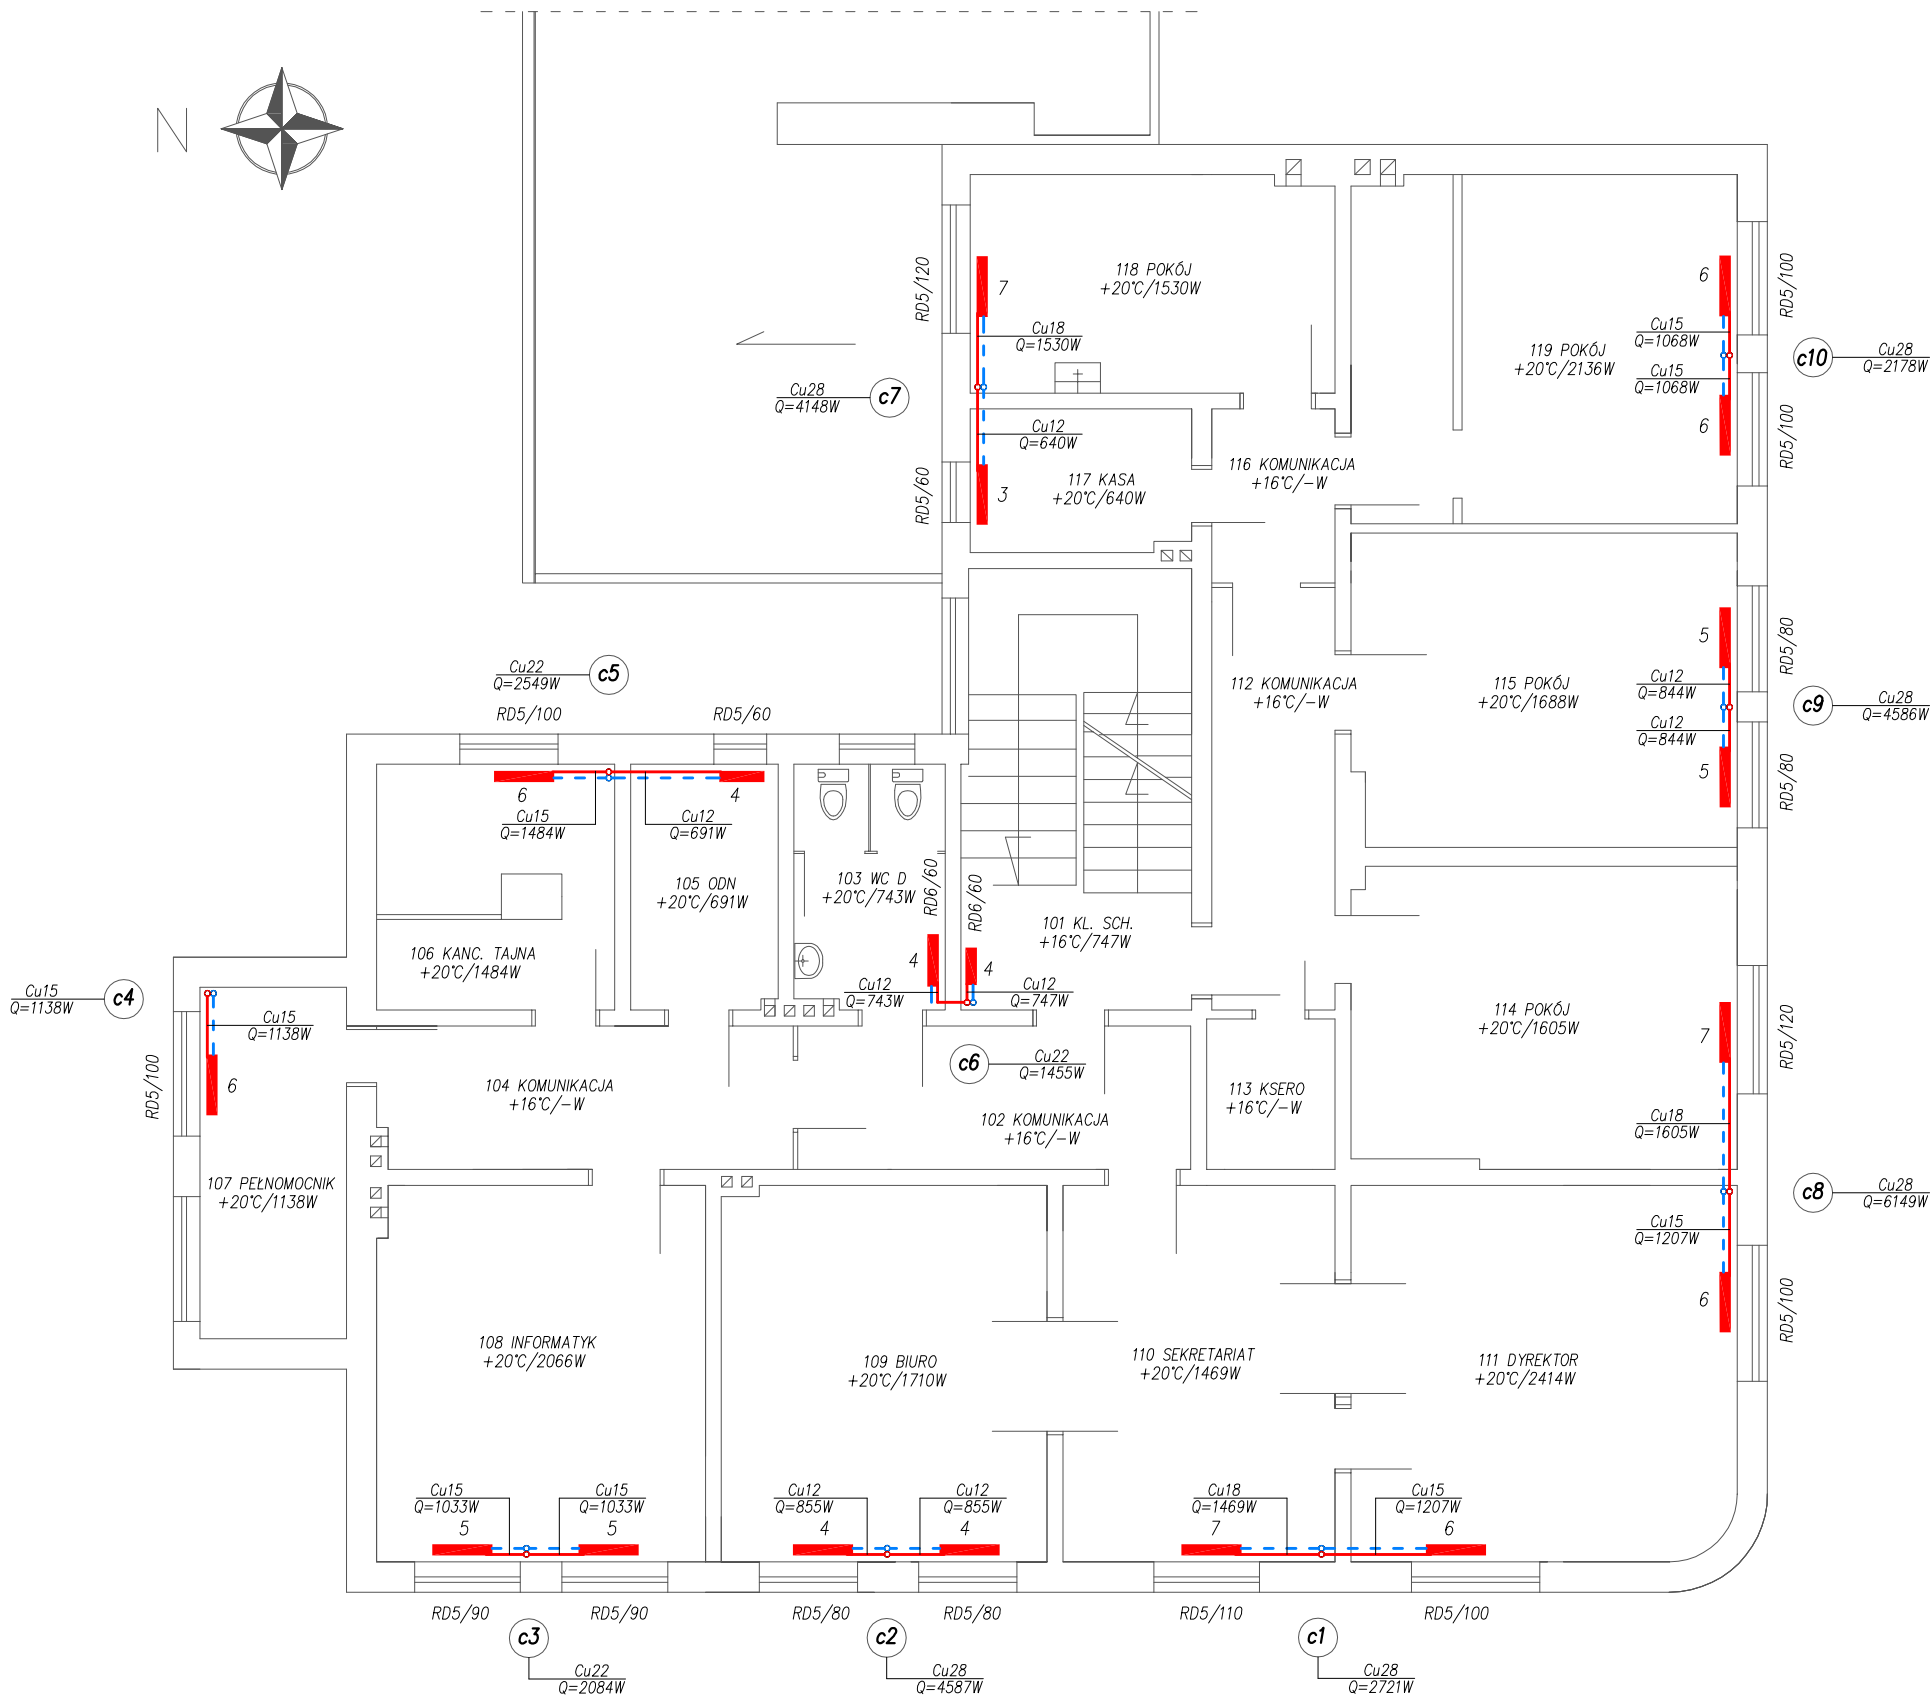 N
RD5/120
7
118 POKÓJ
+20°C/1530W
Cu18
Q=1530W
Cu28
Q=4148W
c7
Cu12
Q=640W
RD5/60
3
117 KASA
+20°C/640W
116 KOMUNIKACJA
+16°C/-W
6
RD5/100
Cu15
Q=1068W
119 POKÓJ
+20°C/2136W
Cu15
Q=1068W
c10
Cu28
Q=2178W
6
RD5/100
5
RD5/80
112 KOMUNIKACJA
+16°C/-W
115 POKÓJ
+20°C/1688W
Cu12
Q=844W
Cu12
Q=844W
c9
Cu28
Q=4586W
5
RD5/80
Cu22
Q=2549W
c5
RD5/100
RD5/60
6
4
Cu15
Q=1484W
Cu12
Q=691W
105 ODN
+20°C/691W
103 WC D
+20°C/743W
RD6/60
RD6/60
101 KL. SCH.
+16°C/747W
106 KANC. TAJNA
+20°C/1484W
4
4
Cu12
Q=743W
Cu12
Q=747W
Cu15
Q=1138W
c4
Cu15
Q=1138W
RD5/100
6
104 KOMUNIKACJA
+16°C/-W
c6
Cu22
Q=1455W
102 KOMUNIKACJA
+16°C/-W
113 KSERO
+16°C/-W
114 POKÓJ
+20°C/1605W
7
RD5/120
Cu18
Q=1605W
107 PEŁNOMOCNIK
+20°C/1138W
c8
Cu28
Q=6149W
Cu15
Q=1207W
6
RD5/100
108 INFORMATYK
+20°C/2066W
109 BIURO
+20°C/1710W
110 SEKRETARIAT
+20°C/1469W
111 DYREKTOR
+20°C/2414W
Cu15
Q=1033W
Cu15
Q=1033W
Cu12
Q=855W
Cu12
Q=855W
Cu18
Q=1469W
Cu15
Q=1207W
5
5
4
4
7
6
RD5/90
RD5/90
RD5/80
RD5/80
RD5/110
RD5/100
c3
Cu22
Q=2084W
c2
Cu28
Q=4587W
c1
Cu28
Q=2721W